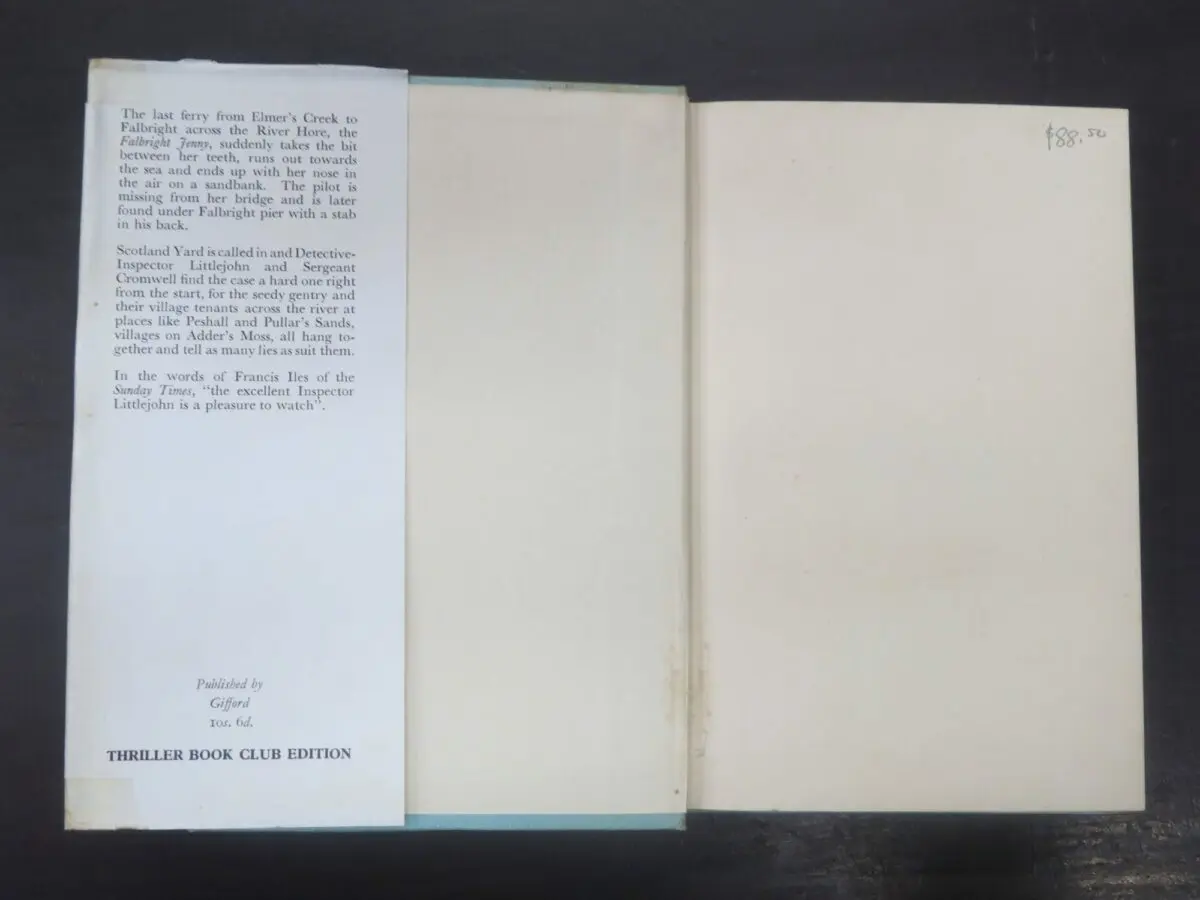 The last ferry from Elmer's Creek to
Falbright across the River Hore, the
Falbright Jenny, suddenly takes the bit
between her teeth, runs out towards
the sea and ends up with her nose in
the air on a sandbank. The pilot is
missing from her bridge and is later
found under Falbright pier with a stab
in his back.
Scotland Yard is called in and Detective-
Inspector Littlejohn and Sergeant
Cromwell find the case a hard one right
from the start, for the seedy gentry and
their village tenants across the river at
places like Peshall and Pullar's Sands,
villages on Adder's Moss, all hang to-
gether and tell as many lies as suit them.
In the words of Francis Iles of the
Sunday Times, "the excellent Inspector
Littlejohn is a pleasure to watch".
Published by
Gifford
10s. 6d.
THRILLER BOOK CLUB EDITION
$88.50